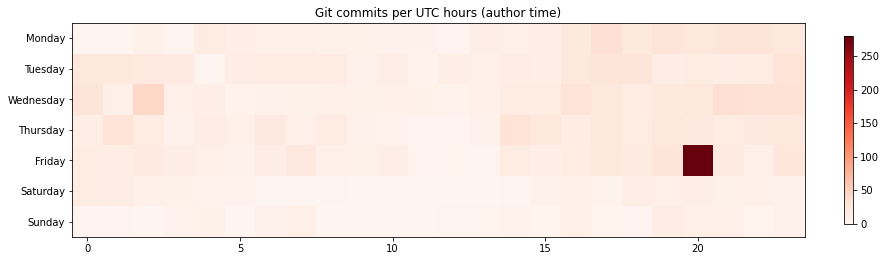 Git commits per UTC hours (author time)
Monday
Tuesday
Wednesday
Thursday
Friday
Saturday
Sunday
0 5 10 15 20
250
200
150
100
50
0